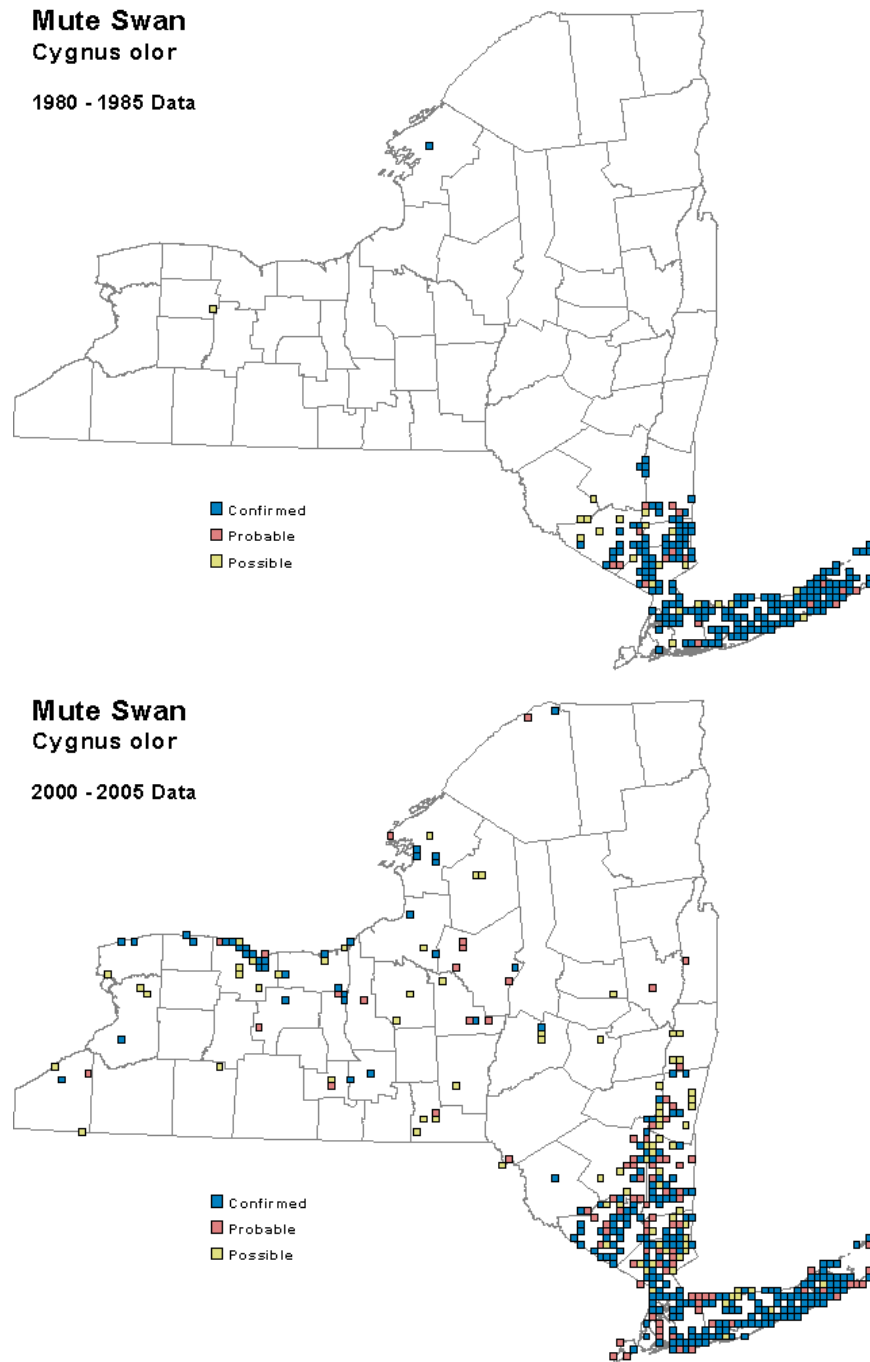 Mute Swan
Cygnus olor
1980 - 1985 Data
Confirmed
Probable
Possible
Mute Swan
Cygnus olor
2000 - 2005 Data
Confirmed
Probable
Possible